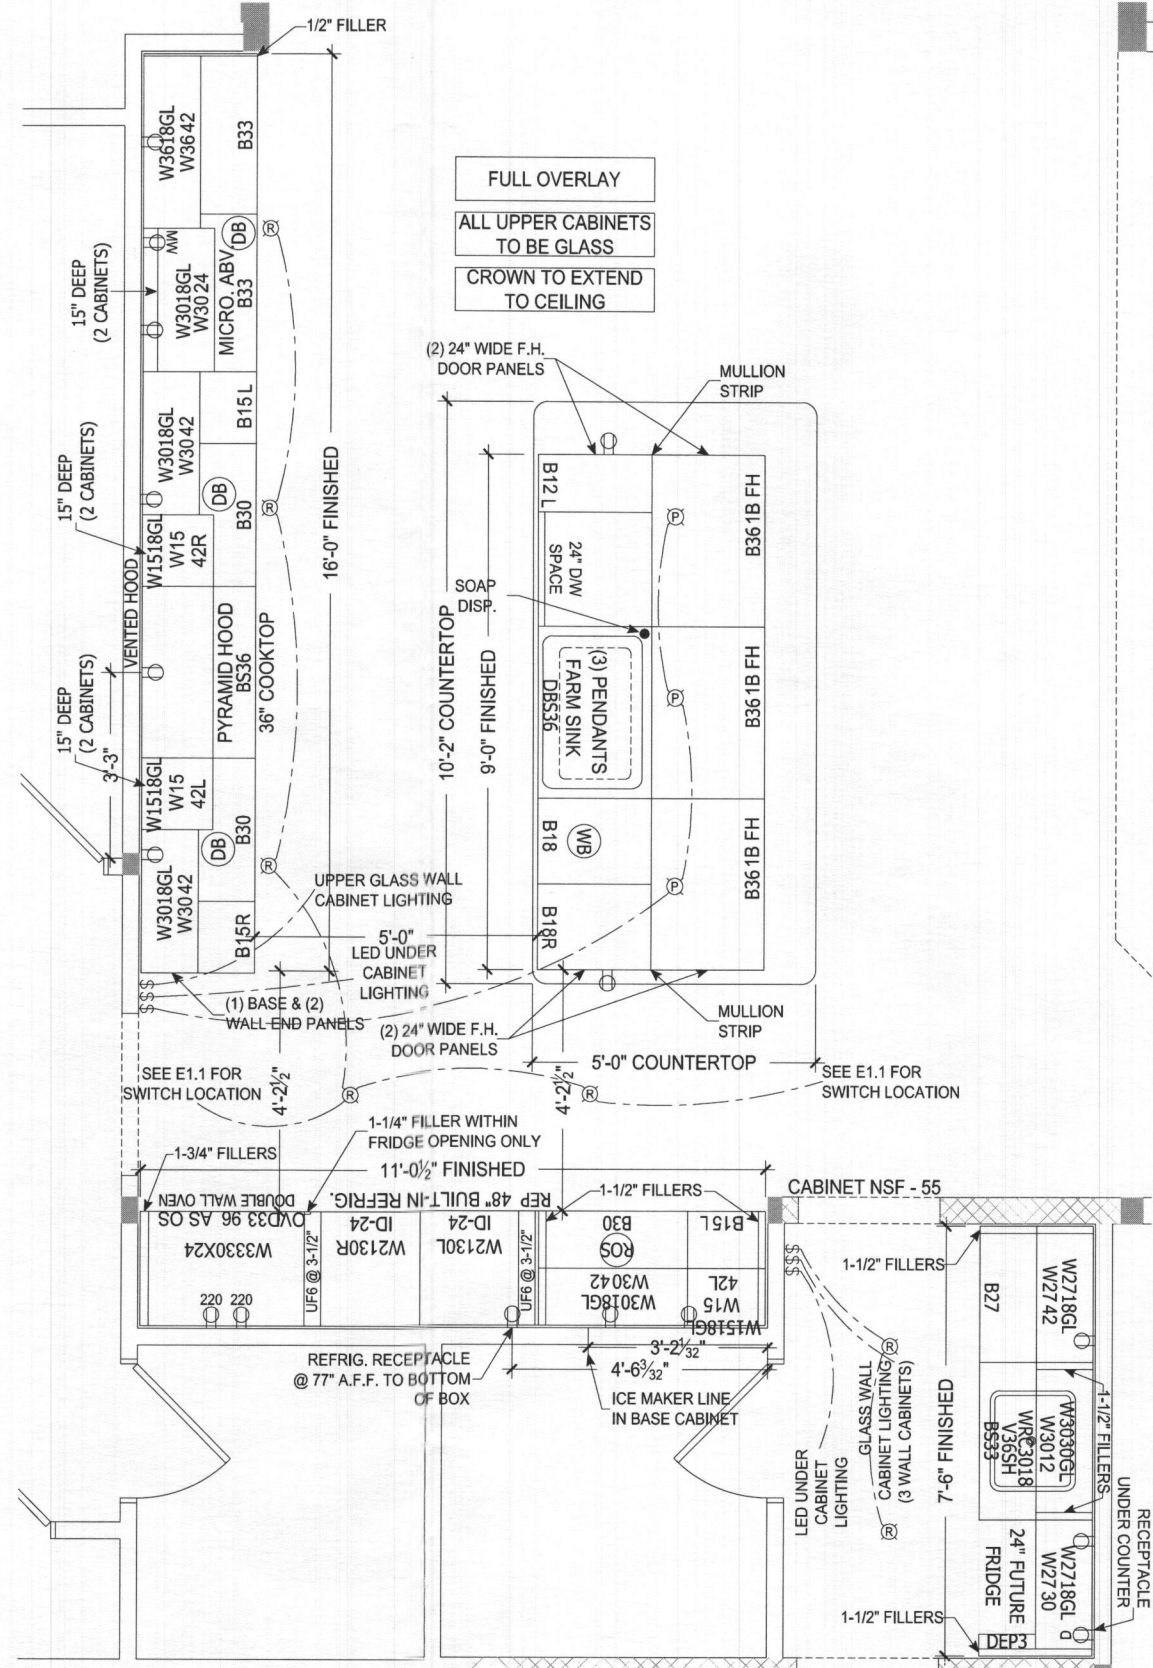 1/2" FILLER
W3618GL
W3642
B33
15" DEEP
(2 CABINETS)
MW
W3018GL
W3024
MICRO. ABV.
DB
B33
R
W3018GL
W3042
B15 L
15" DEEP
(2 CABINETS)
DB
B30
R
W1518GL
W15
42R
VENTED HOOD
PYRAMID HOOD
BS36
36" COOKTOP
15" DEEP
(2 CABINETS)
3'-3"
W1518GL
W15
42L
DB
B30
R
W3018GL
W3042
B15R
16'-0" FINISHED
FULL OVERLAY
ALL UPPER CABINETS
TO BE GLASS
CROWN TO EXTEND
TO CEILING
(2) 24" WIDE F.H.
DOOR PANELS
MULLION
STRIP
B12 L
B361B FH
24" D/W
SPACE
P
SOAP
DISP.
10'-2" COUNTERTOP
9'-0" FINISHED
(3) PENDANTS
FARM SINK
DBS36
P
B361B FH
B18
WB
P
B361B FH
B18R
UPPER GLASS WALL
CABINET LIGHTING
5'-0"
LED UNDER
CABINET
LIGHTING
$
$
$
(1) BASE & (2)
WALL END PANELS
(2) 24" WIDE F.H.
DOOR PANELS
MULLION
STRIP
5'-0" COUNTERTOP
SEE E1.1 FOR
SWITCH LOCATION
4'-2½"
R
4'-2½"
R
SEE E1.1 FOR
SWITCH LOCATION
1-1/4" FILLER WITHIN
FRIDGE OPENING ONLY
1-3/4" FILLERS
11'-0½" FINISHED
DOUBLE WALL OVEN
OVD33 96 AS OS
W3330X24
220
220
UF6 @ 3-1/2"
REP 48" BUILT-IN REFRIG.
ID-24
W2130R
ID-24
W2130L
UF6 @ 3-1/2"
1-1/2" FILLERS
B30
ROS
W3042
W3018GL
B15L
42L
W15
W1518GL
3'-2 1/32"
4'-6 3/32"
REFRIG. RECEPTACLE
@ 77" A.F.F. TO BOTTOM
OF BOX
ICE MAKER LINE
IN BASE CABINET
CABINET NSF - 55
$
$
$
1-1/2" FILLERS
B27
W2718GL
W2742
R
GLASS WALL
CABINET LIGHTING
(3 WALL CABINETS)
LED UNDER
CABINET
LIGHTING
R
7'-6" FINISHED
W3030GL
W3012
WRC3018
V36SH
BS33
1-1/2" FILLERS
RECEPTACLE
UNDER COUNTER
24" FUTURE
FRIDGE
W2718GL
W2730
D
1-1/2" FILLERS
DEP3